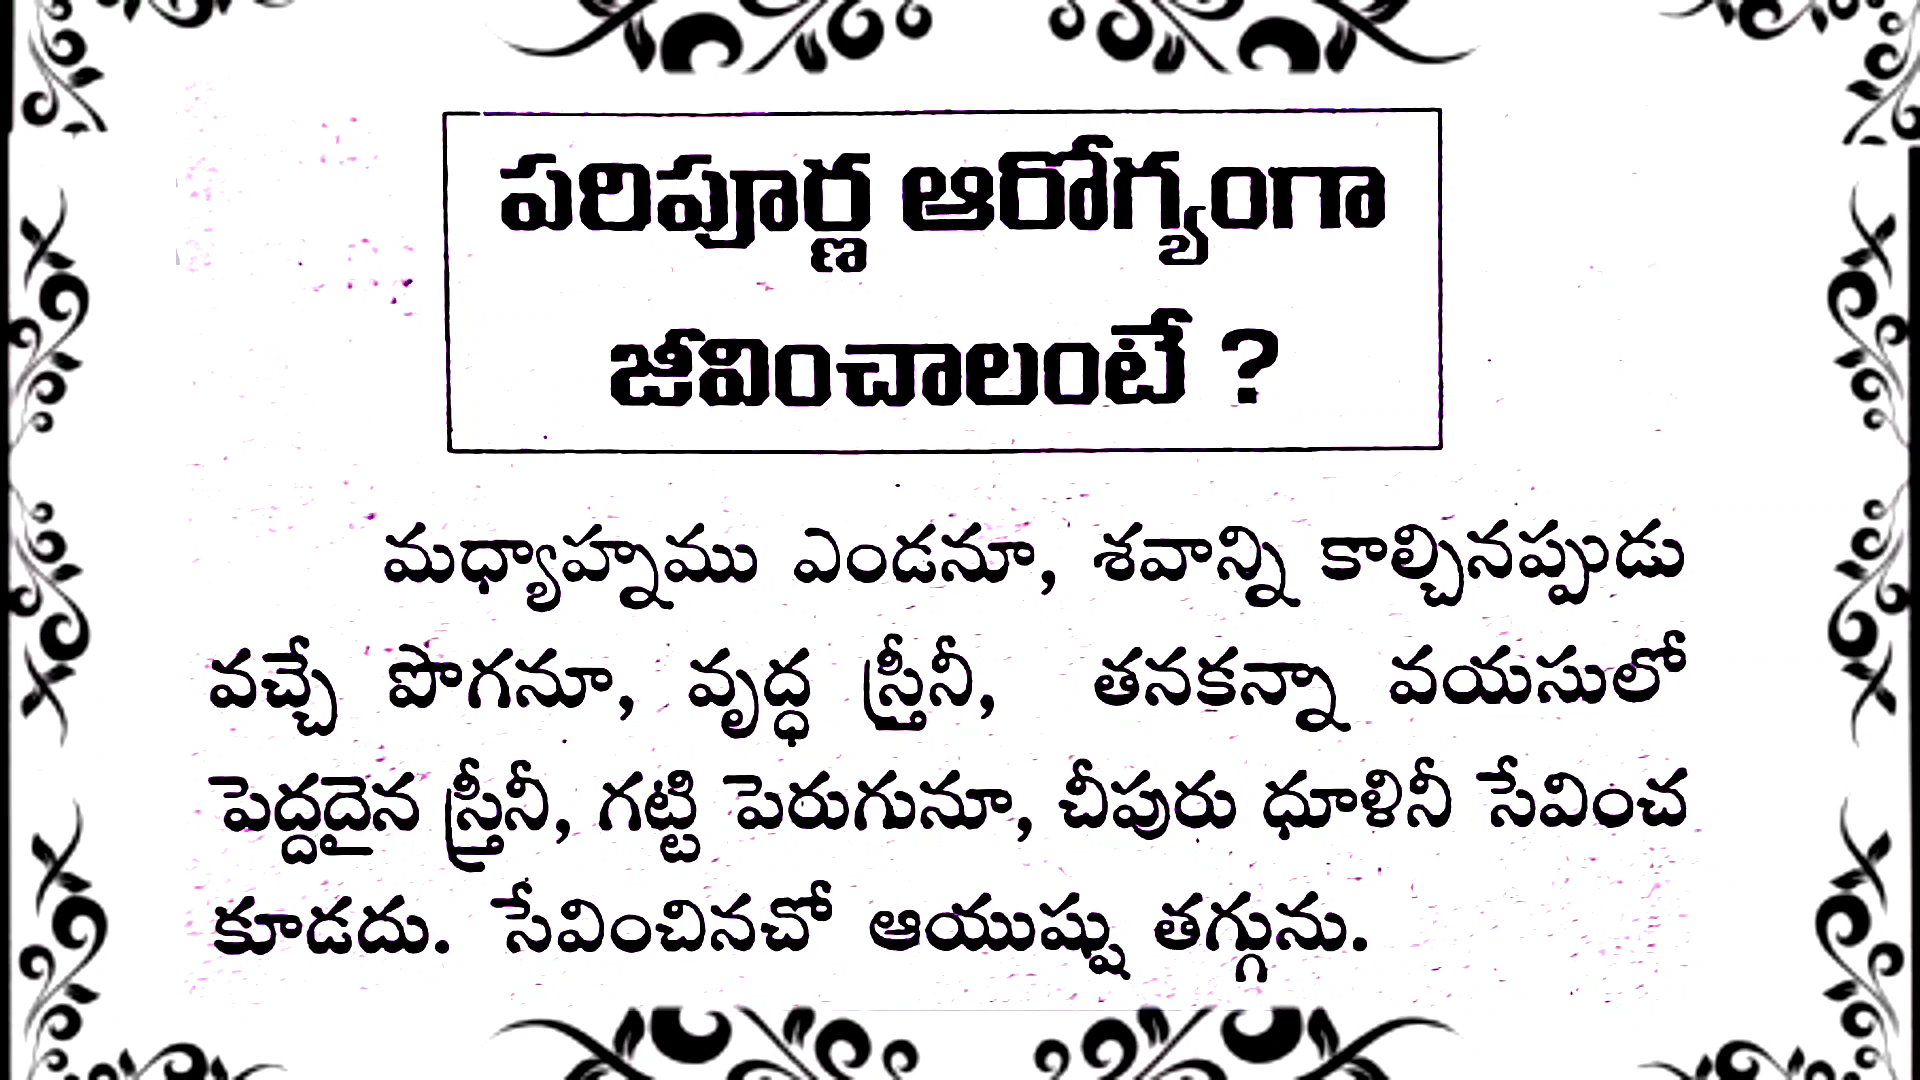 పరిపూర్ణ ఆరోగ్యంగా
జీవించాలంటే ?
మధ్యాహ్నము ఎండనూ, శవాన్ని కాల్చినప్పుడు
వచ్చే పొగనూ, వృద్ధ స్త్రీనీ, తనకన్నా వయసులో
పెద్దదైన స్త్రీనీ, గట్టి పెరుగునూ, చీపురు ధూళినీ సేవించ
కూడదు. సేవించినచో ఆయుష్షు తగ్గును.